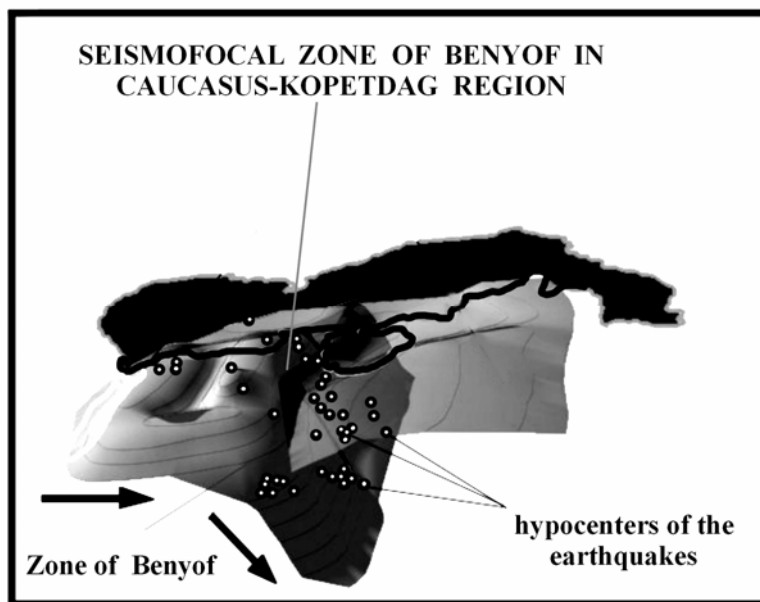 SEISMOFOCAL ZONE OF BENYOF IN
CAUCASUS-KOPETDAG REGION
hypocenters of the
earthquakes
Zone of Benyof